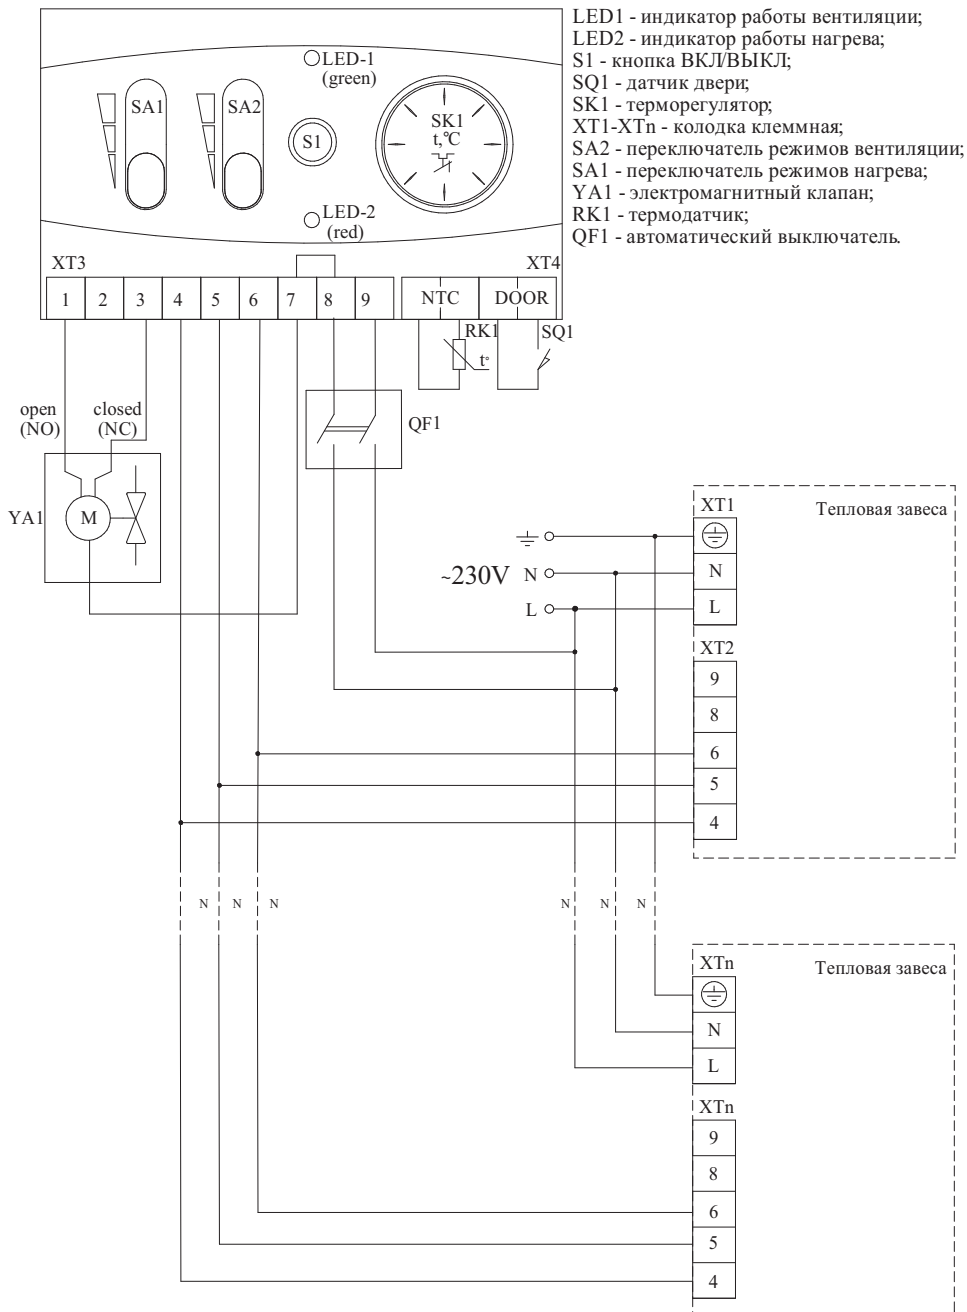 LED1 - индикатор работы вентиляции;
LED2 - индикатор работы нагрева;
S1 - кнопка ВКЛ/ВЫКЛ;
SQ1 - датчик двери;
SK1 - терморегулятор;
XT1-XTn - колодка клеммная;
SA2 - переключатель режимов вентиляции;
SA1 - переключатель режимов нагрева;
YA1 - электромагнитный клапан;
RK1 - термодатчик;
QF1 - автоматический выключатель.
LED-1
(green)
SA1
SA2
S1
SK1
t,°C
LED-2
(red)
XT3
XT4
1 2 3 4 5 6 7 8 9 NTC DOOR
RK1
t°
SQ1
open
(NO)
closed
(NC)
QF1
YA1
M
XT1
Тепловая завеса
~230V
N
L
N
L
XT2
9
8
6
5
4
N N N N N N
XTn
Тепловая завеса
N
L
XTn
9
8
6
5
4